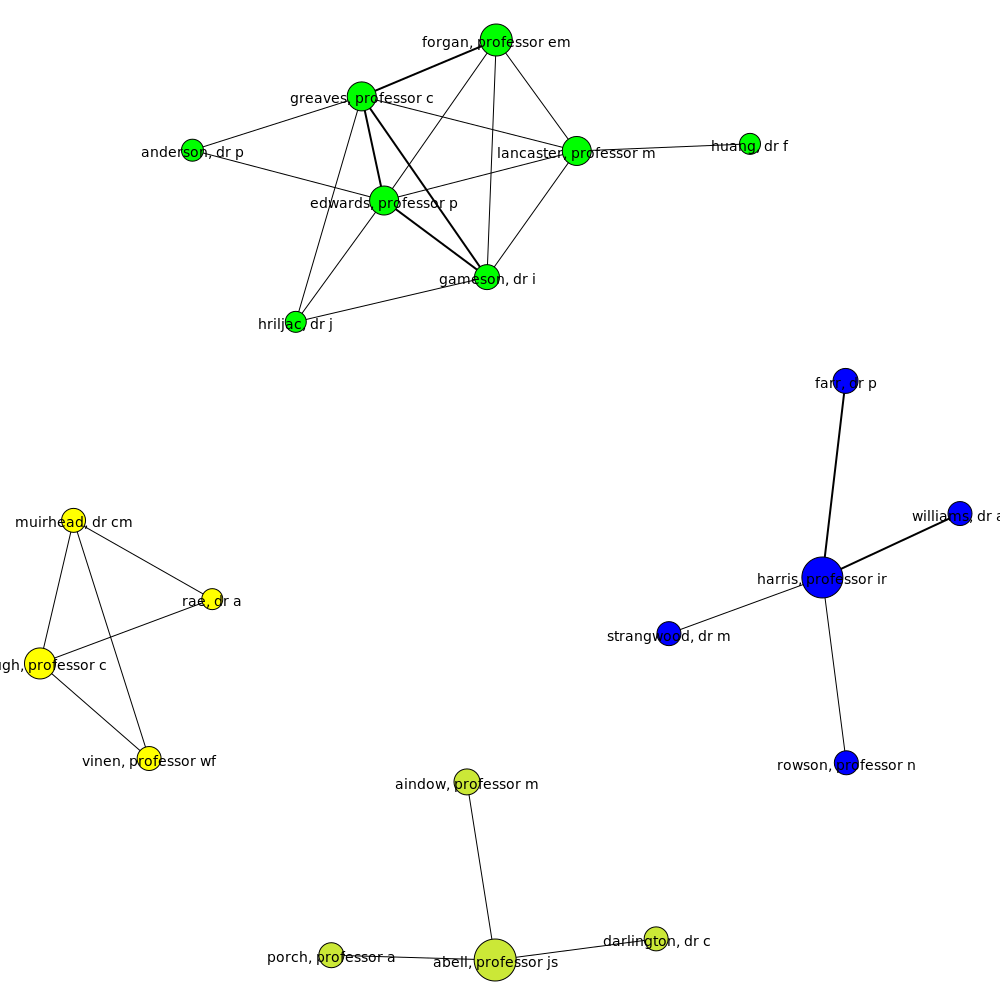 forgan, professor em
greaves, professor c
huang, dr f
anderson, dr p
lancaster, professor m
edwards, professor p
gameson, dr i
hriljac, dr j
farr, dr p
williams, dr a
muirhead, dr cm
harris, professor ir
rae, dr a
strangwood, dr m
gh, professor c
vinen, professor wf
rowson, professor n
aindow, professor m
darlington, dr c
porch, professor a
abell, professor js